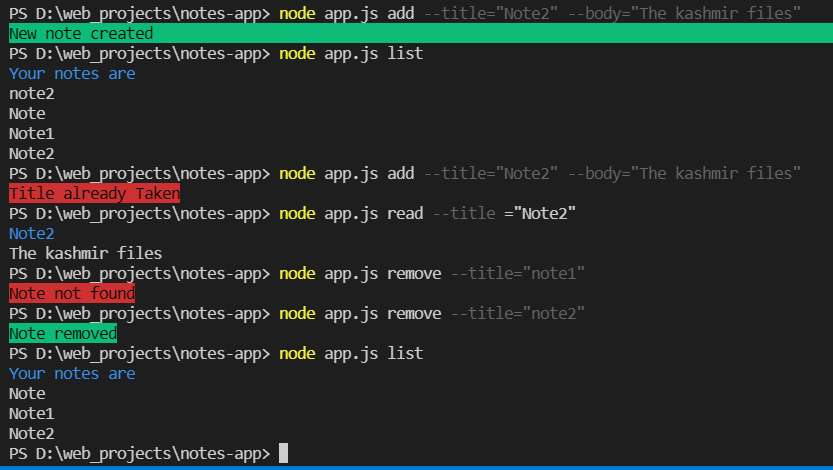 PS D:\web_projects\notes-app> node app.js add --title="Note2" --body="The kashmir files"
New note created
PS D:\web_projects\notes-app> node app.js list
Your notes are
note2
Note
Note1
Note2
PS D:\web_projects\notes-app> node app.js add --title="Note2" --body="The kashmir files"
Title already Taken
PS D:\web_projects\notes-app> node app.js read --title ="Note2"
Note2
The kashmir files
PS D:\web_projects\notes-app> node app.js remove --title="note1"
Note not found
PS D:\web_projects\notes-app> node app.js remove --title="note2"
Note removed
PS D:\web_projects\notes-app> node app.js list
Your notes are
Note
Note1
Note2
PS D:\web_projects\notes-app>